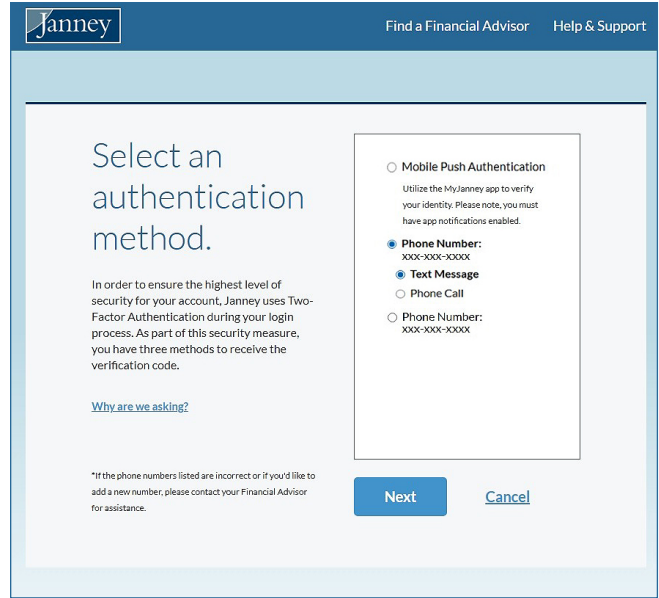 Janney
Find a Financial Advisor
Help & Support
Select an
authentication
method.
In order to ensure the highest level of
security for your account, Janney uses Two-
Factor Authentication during your login
process. As part of this security measure,
you have three methods to receive the
verification code.
Why are we asking?
*If the phone numbers listed are incorrect or if you'd like to
add a new number, please contact your Financial Advisor
for assistance.
Mobile Push Authentication
Utilize the MyJanney app to verify
your identity. Please note, you must
have app notifications enabled.
Phone Number:
xxx-xxx-xxxx
Text Message
Phone Call
Phone Number:
xxx-xxx-xxxx
Next
Cancel